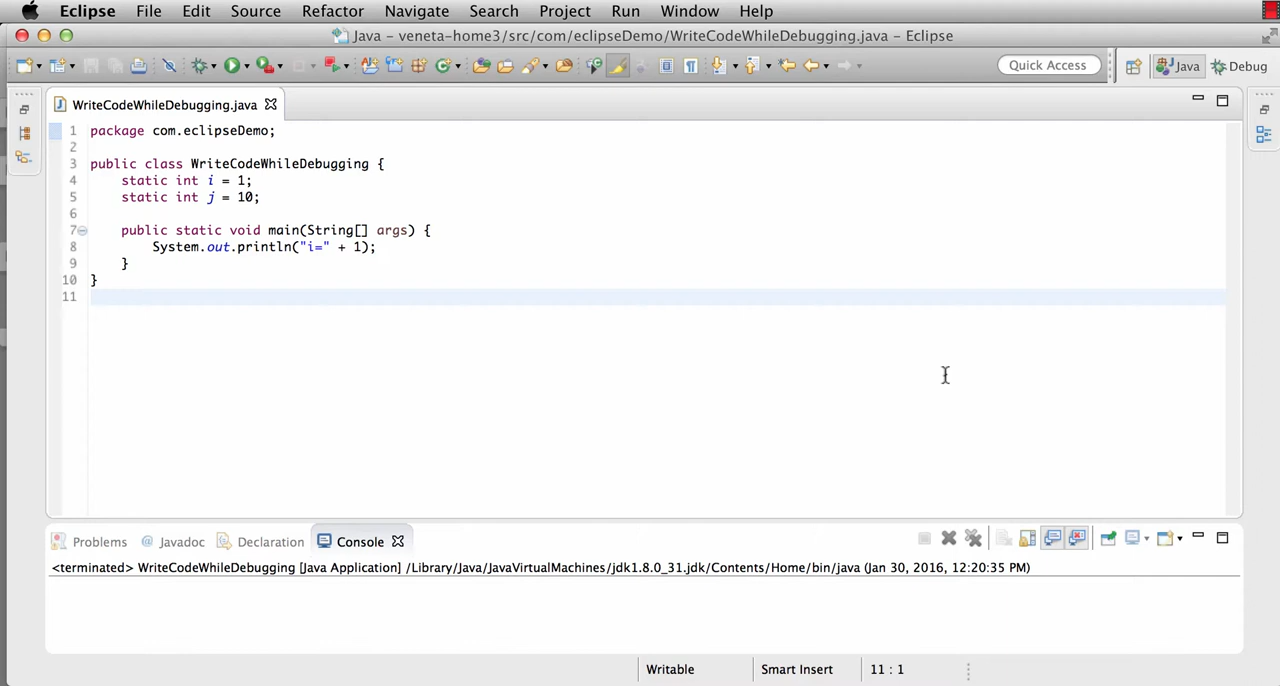 Eclipse File Edit Source Refactor Navigate Search Project Run Window Help
Java - veneta-home3/src/com/eclipseDemo/WriteCodeWhileDebugging.java - Eclipse
Quick Access Java Debug
WriteCodeWhileDebugging.java
1 package com.eclipseDemo;
2
3 public class WriteCodeWhileDebugging {
4 static int i = 1;
5 static int j = 10;
6
7 public static void main(String[] args) {
8 System.out.println("i=" + 1);
9 }
10 }
11
Problems @ Javadoc Declaration Console
<terminated> WriteCodeWhileDebugging [Java Application] /Library/Java/JavaVirtualMachines/jdk1.8.0_31.jdk/Contents/Home/bin/java (Jan 30, 2016, 12:20:35 PM)
Writable Smart Insert 11 : 1